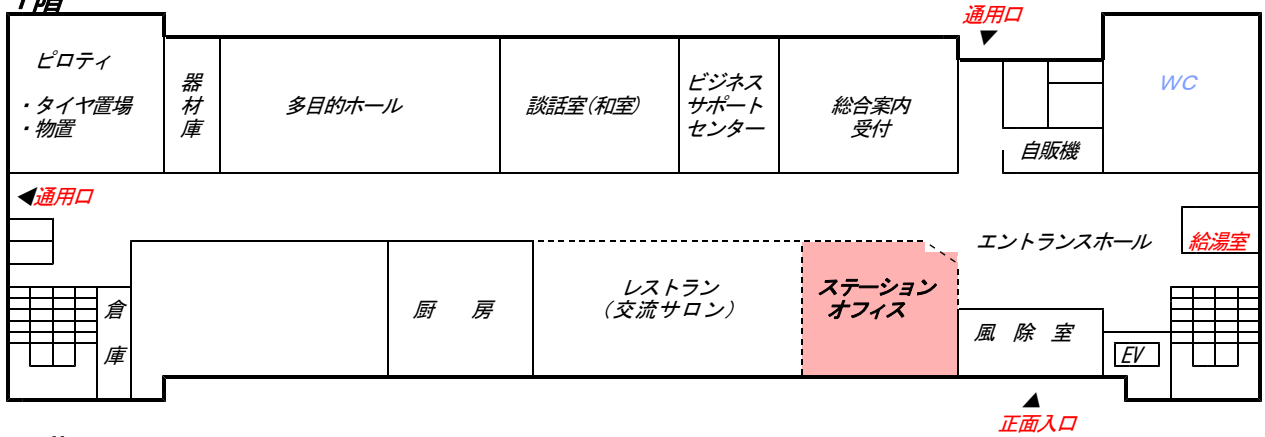 1階
通用口
ピロティ
・タイヤ置場
・物置
器
材
庫
多目的ホール
談話室(和室)
ビジネス
サポート
センター
総合案内
受付
WC
自販機
通用口
エントランスホール
給湯室
倉
庫
厨 房
レストラン
(交流サロン)
ステーション
オフィス
風 除 室
EV
正面入口